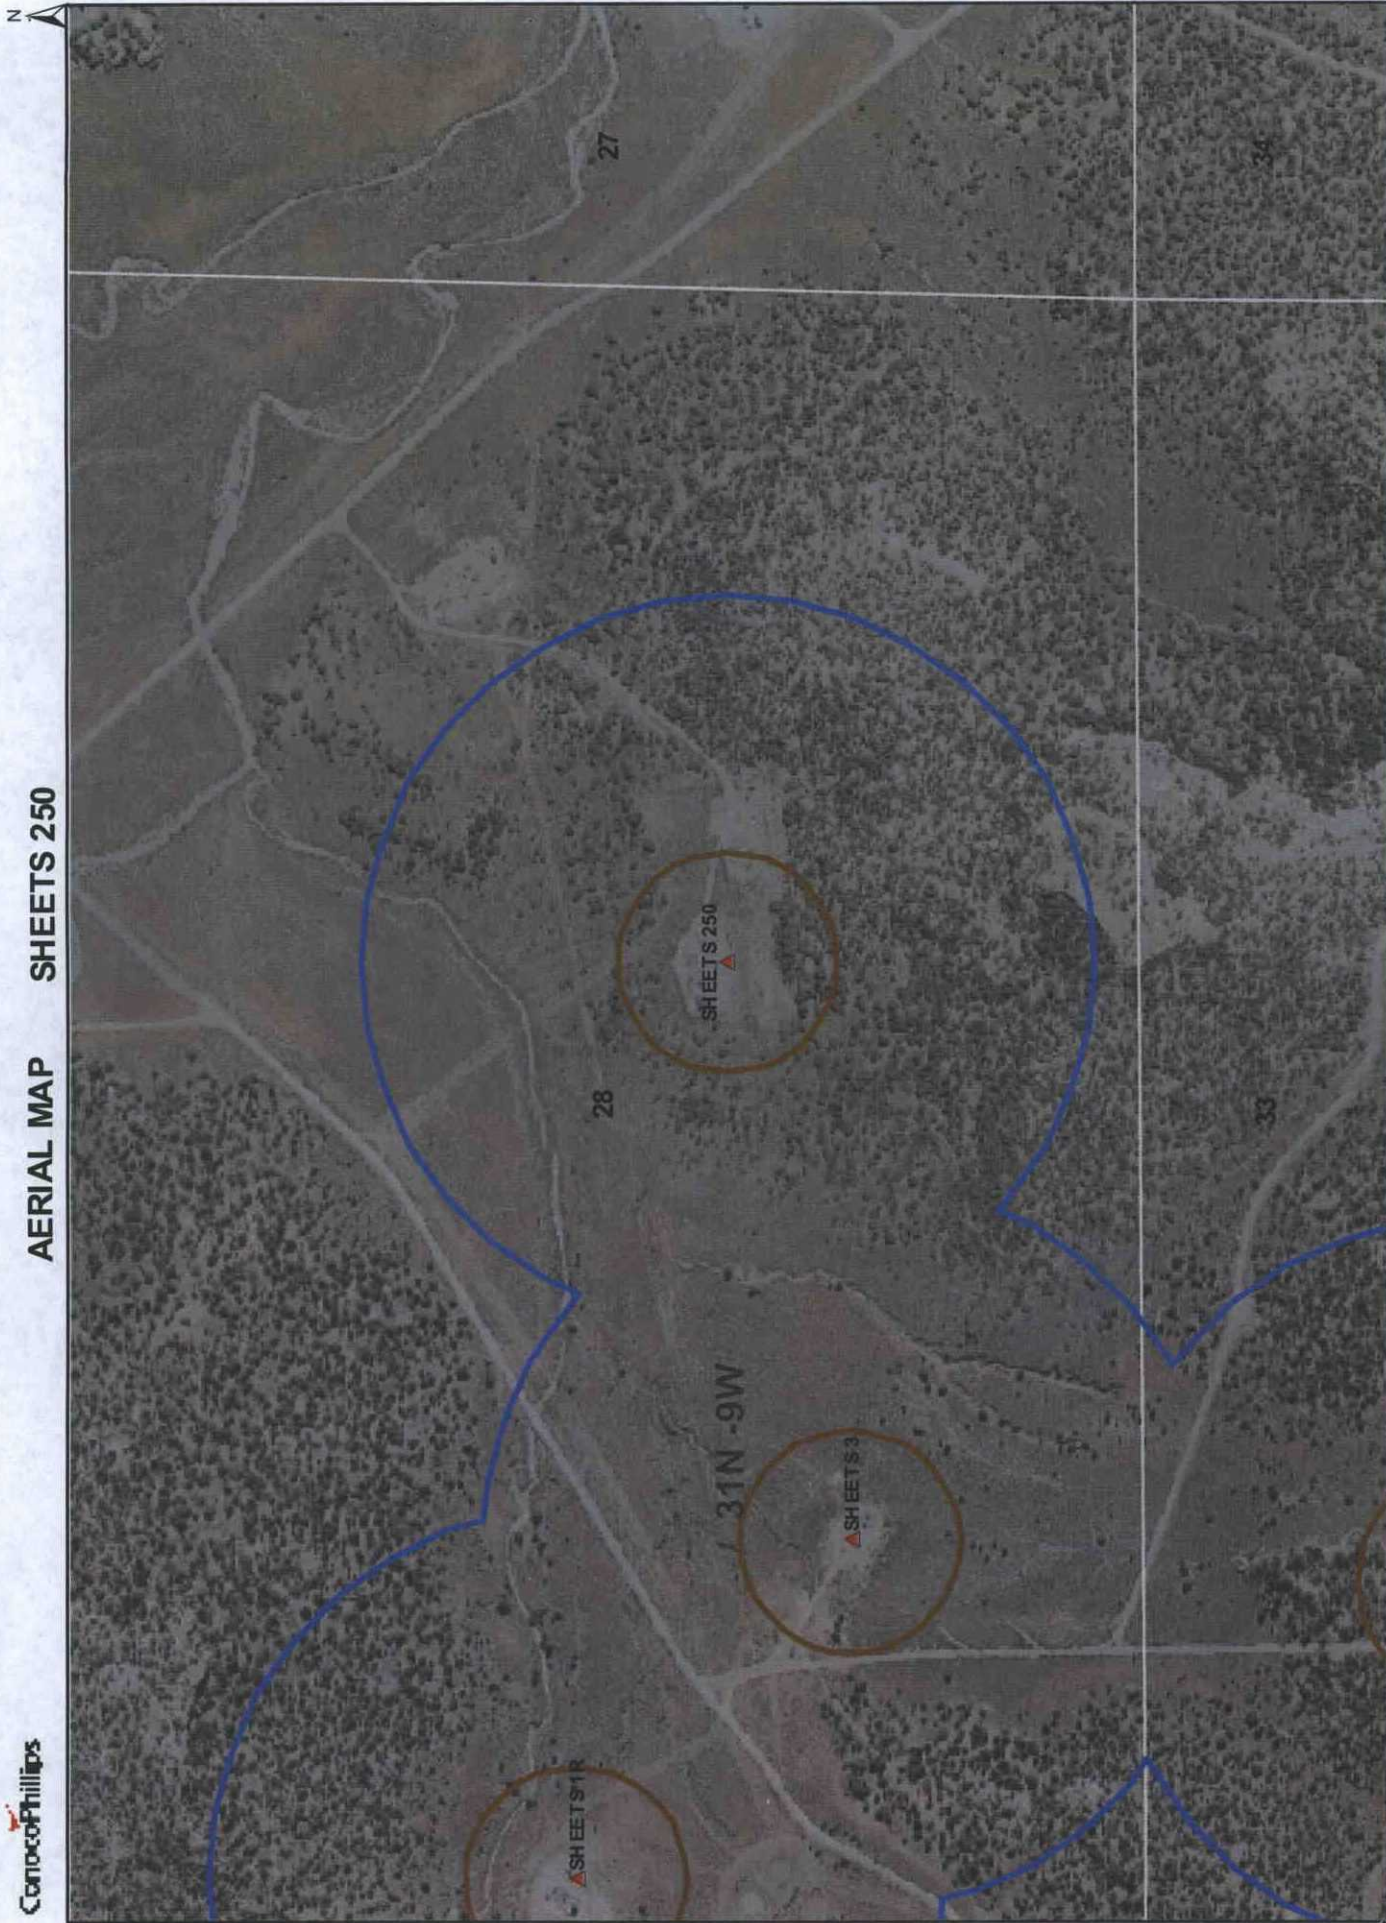 ConocoPhillips
AERIAL MAP SHEETS 250
N
27
34
SHEETS 250
28
33
31N -9W
SHEETS 3
SHEETS 1R